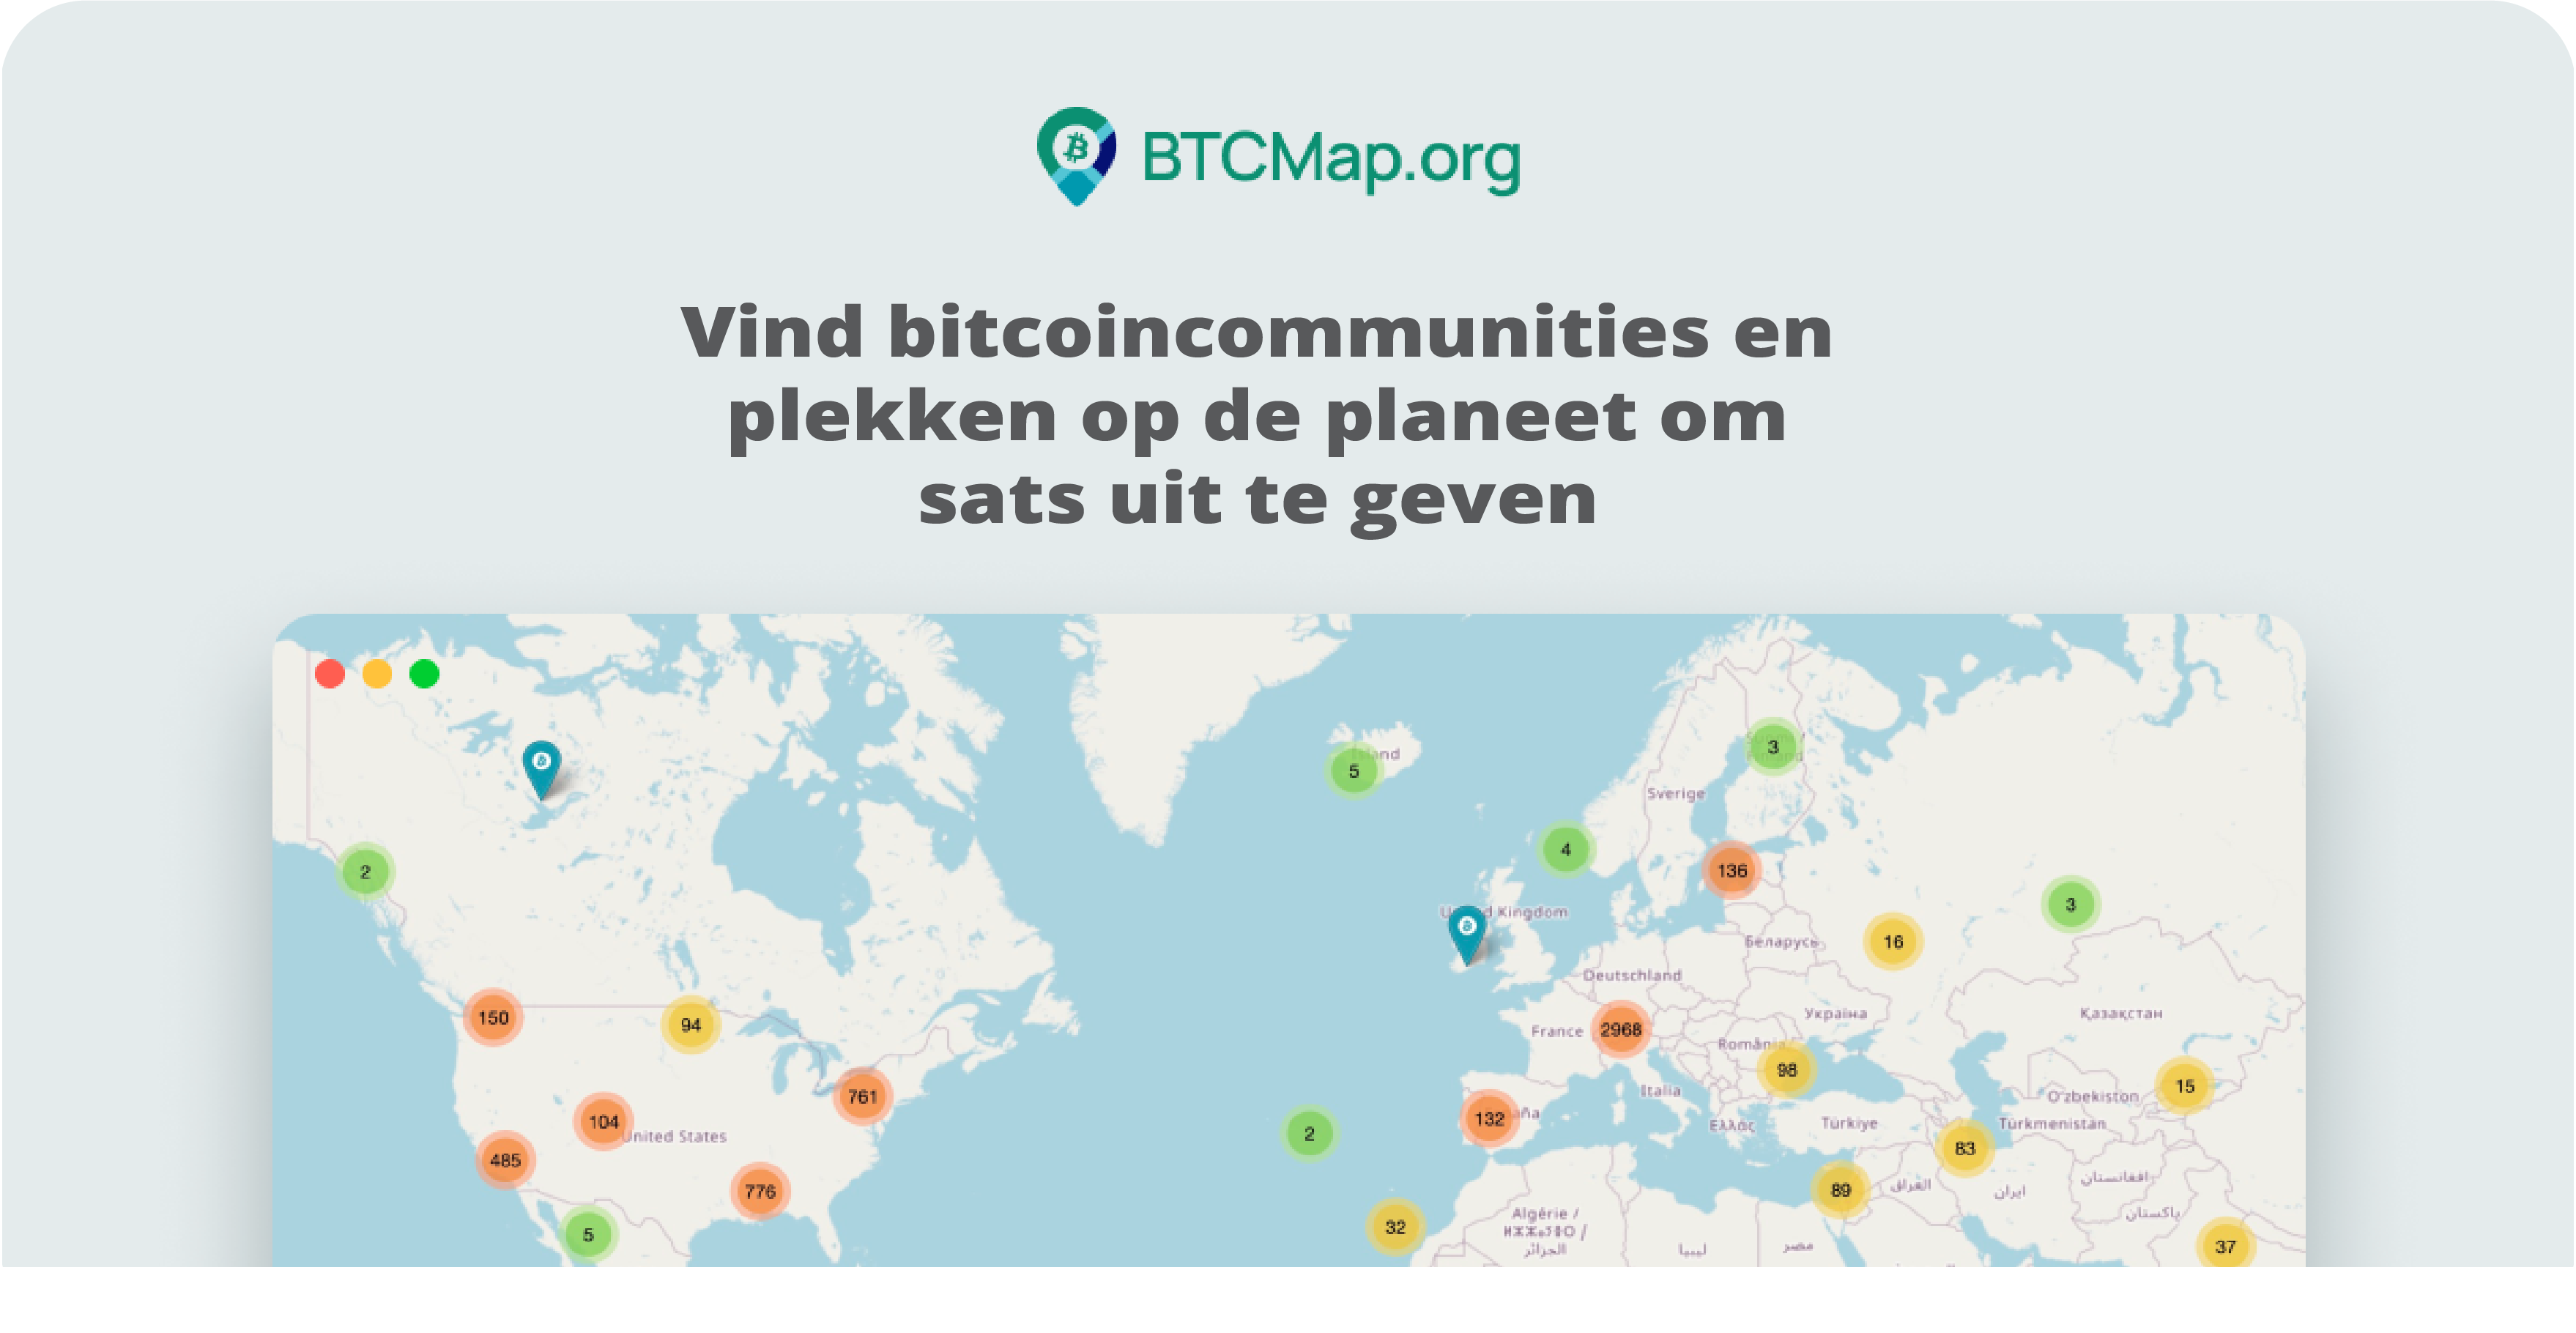 BTCMap.org
Vind bitcoincommunities en
plekken op de planeet om
sats uit te geven
3
5
Sverige
4
136
2
3
Kingdom
16
Беларусь
Deutschland
Қазақстан
Україна
150
94
France
2968
România
98
761
Italia
15
O'zbekiston
104
132
2
Ελλάς
Türkiye
Türkmenistan
United States
83
485
776
89
العراق
ایران
افغانستان
32
Algérie /
ⵍⵣⵣⴰⵢⴻⵔ /
الجزائر
پاکستان
5
ليبيا
مصر
37